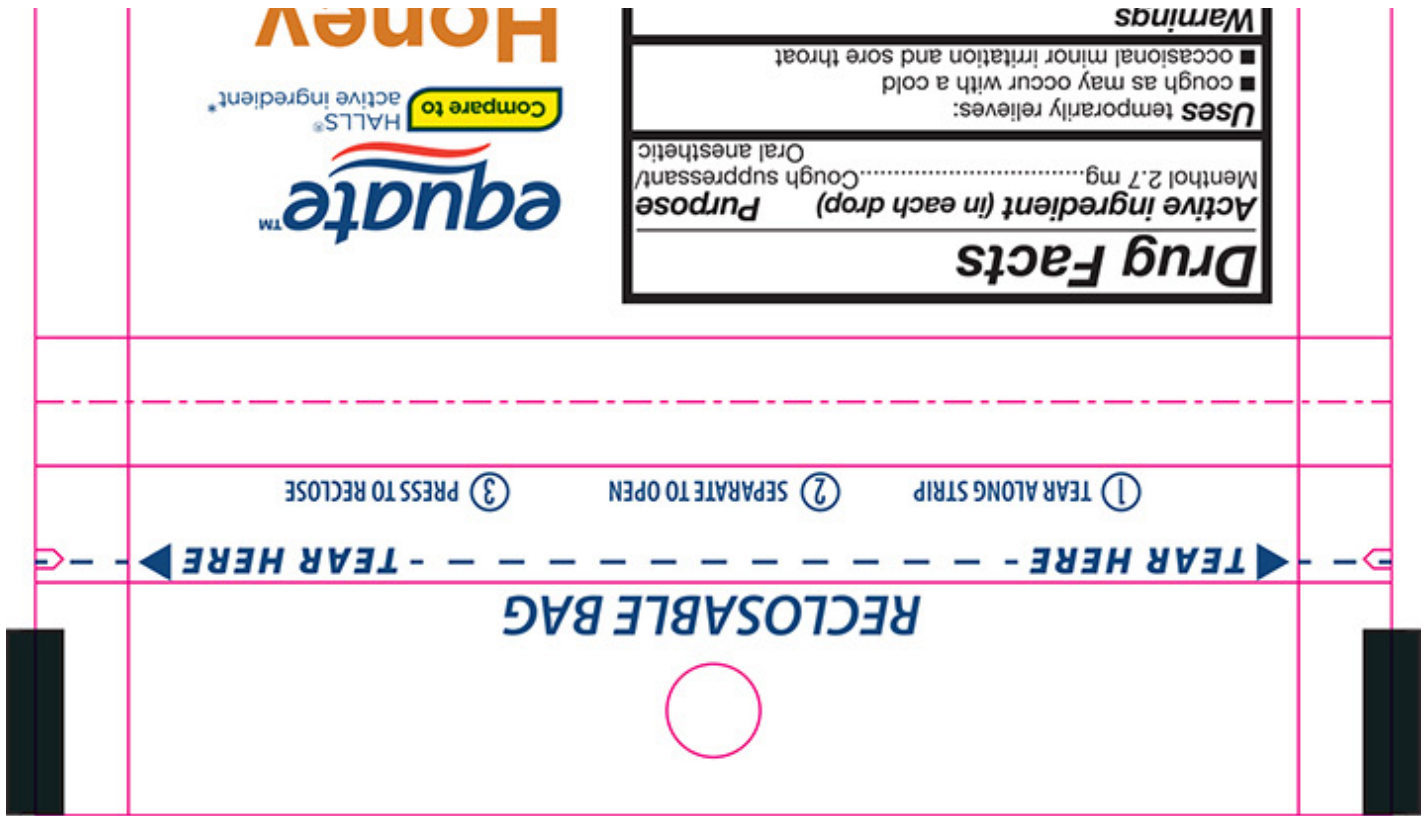 RECLOSABLE BAG
TEAR HERE TEAR HERE
1 TEAR ALONG STRIP 2 SEPARATE TO OPEN 3 PRESS TO RECLOSE
Drug Facts
Active ingredient (in each drop) Purpose
Menthol 2.7 mg.................................Cough suppressant/
Oral anesthetic
Uses temporarily relieves:
■ cough as may occur with a cold
■ occasional minor irritation and sore throat
Warnings
equate™
Compare to
HALLS®
active ingredient*
Honey